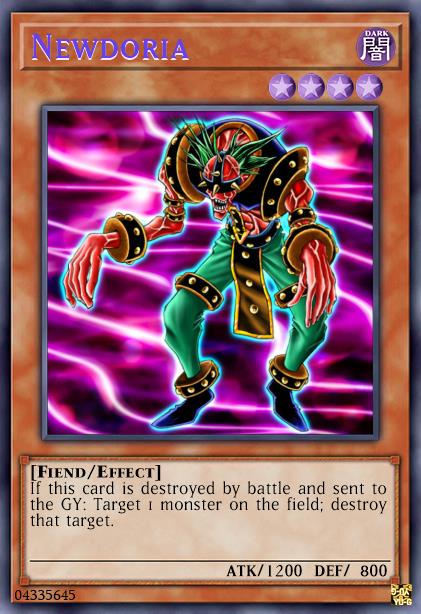 Newdoria
DARK
闇
[Fiend/Effect]
If this card is destroyed by battle and sent to
the GY: Target 1 monster on the field; destroy
that target.
ATK/1200 DEF/ 800
04335645